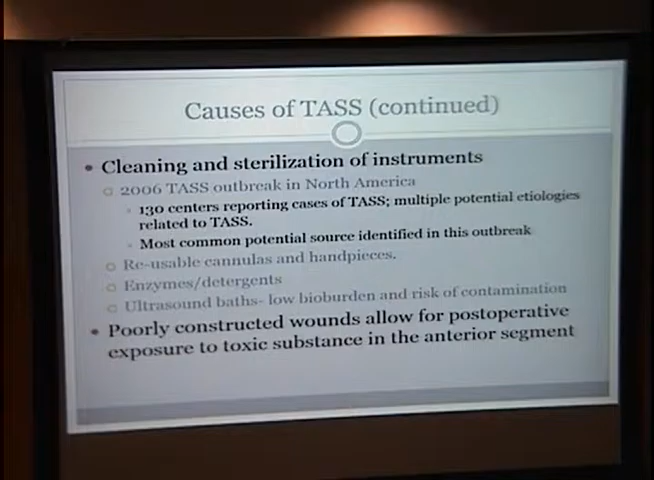 Causes of TASS (continued)
Cleaning and sterilization of instruments
2006 TASS outbreak in North America
130 centers reporting cases of TASS; multiple potential etiologies
related to TASS.
Most common potential source identified in this outbreak
Re-usable cannulas and handpieces.
Enzymes/detergents
Ultrasound baths- low bioburden and risk of contamination
Poorly constructed wounds allow for postoperative
exposure to toxic substance in the anterior segment